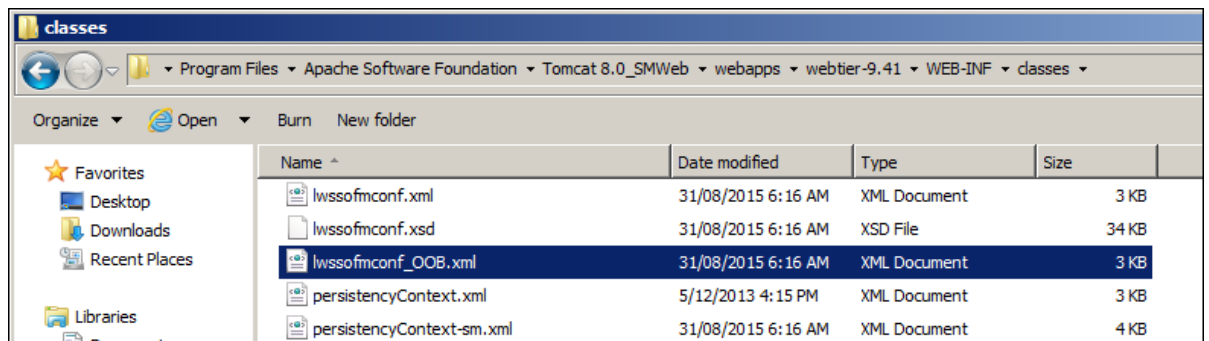 classes
Program Files Apache Software Foundation Tomcat 8.0_SMWeb webapps webtier-9.41 WEB-INF classes
Organize Open Burn New folder
Favorites
Desktop
Downloads
Recent Places
Libraries
Name Date modified Type Size
lwssofmconf.xml 31/08/2015 6:16 AM XML Document 3 KB
lwssofmconf.xsd 31/08/2015 6:16 AM XSD File 34 KB
lwssofmconf_OOB.xml 31/08/2015 6:16 AM XML Document 3 KB
persistencyContext.xml 5/12/2013 4:15 PM XML Document 3 KB
persistencyContext-sm.xml 31/08/2015 6:16 AM XML Document 4 KB